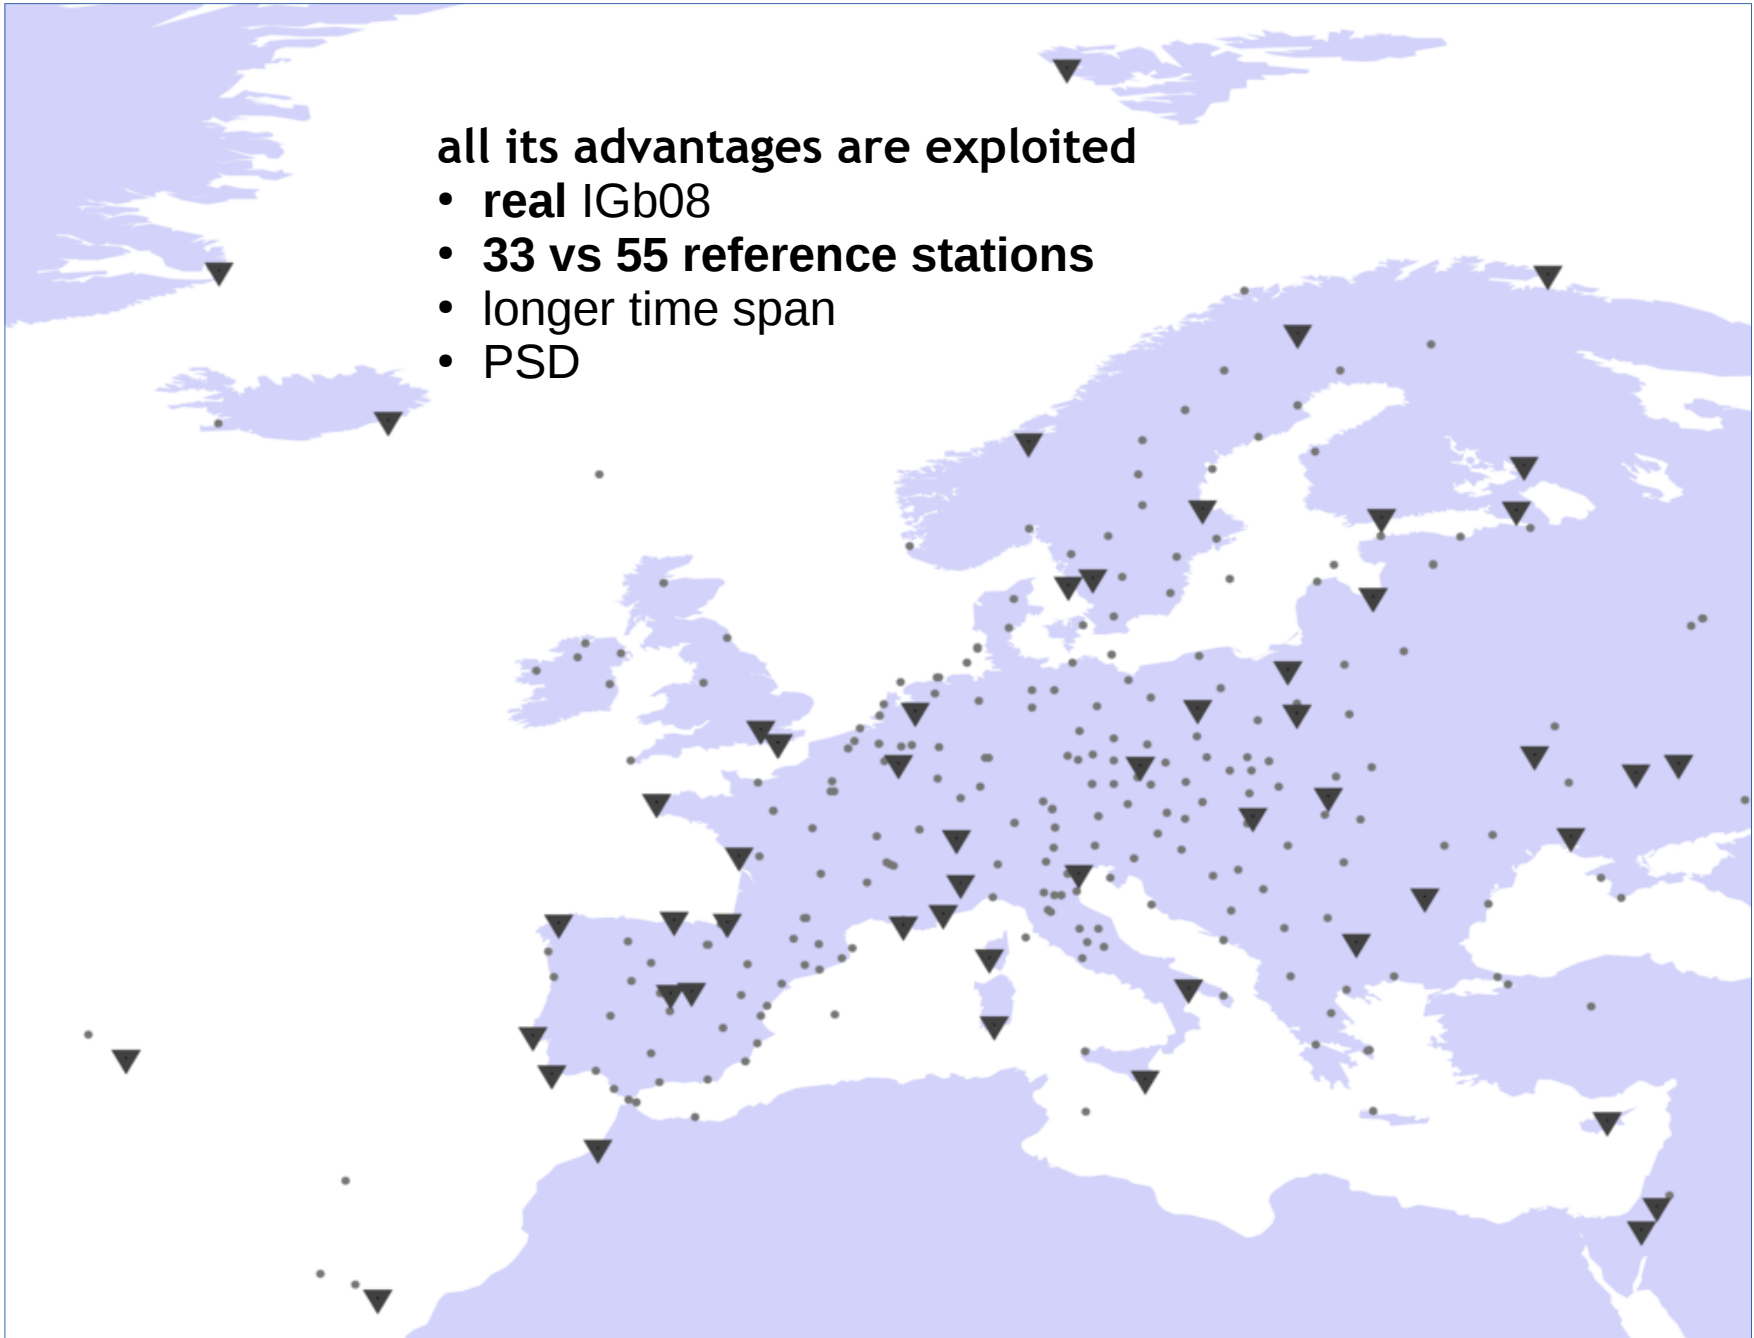 all its advantages are exploited
• real IGb08
• 33 vs 55 reference stations
• longer time span
• PSD